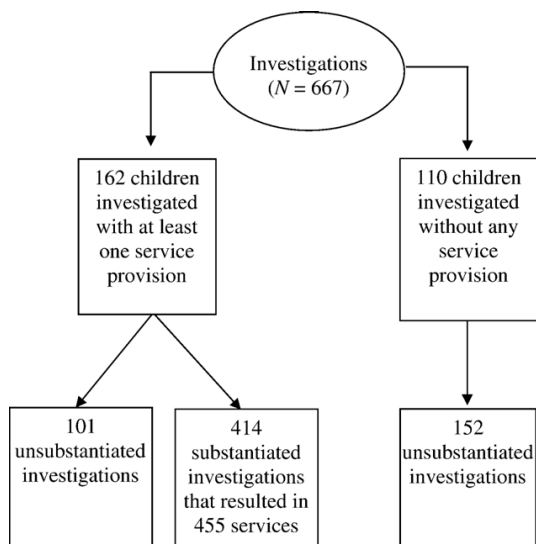 Investigations
(N = 667)
162 children
investigated
with at least
one service
provision
110 children
investigated
without any
service
provision
101
unsubstantiated
investigations
414
substantiated
investigations
that resulted in
455 services
152
unsubstantiated
investigations